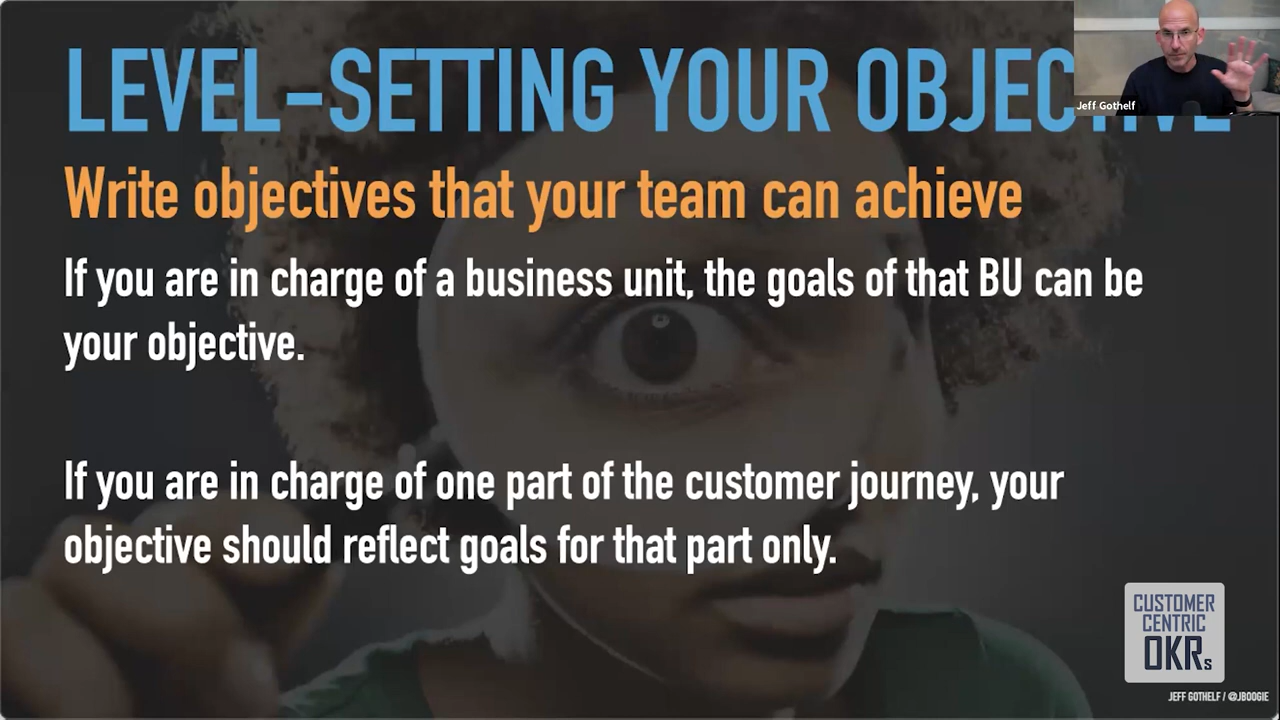 LEVEL-SETTING YOUR OBJECTIVE
Jeff Gothelf
Write objectives that your team can achieve
If you are in charge of a business unit, the goals of that BU can be
your objective.
If you are in charge of one part of the customer journey, your
objective should reflect goals for that part only.
CUSTOMER
CENTRIC
OKRs
JEFF GOTHELF / @JBOOGIE